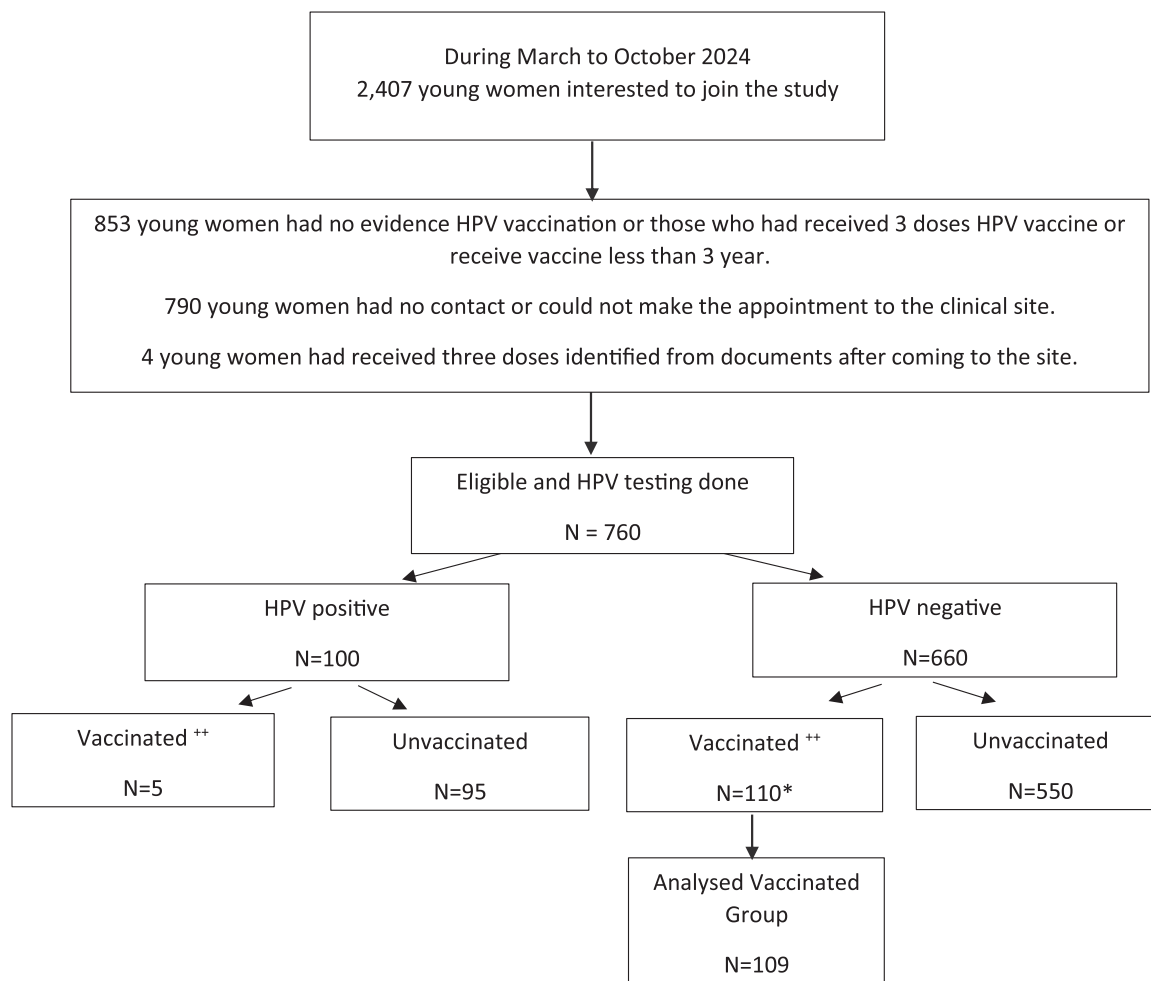 During March to October 2024
2,407 young women interested to join the study
853 young women had no evidence HPV vaccination or those who had received 3 doses HPV vaccine or
receive vaccine less than 3 year.
790 young women had no contact or could not make the appointment to the clinical site.
4 young women had received three doses identified from documents after coming to the site.
Eligible and HPV testing done
N = 760
HPV positive
N=100
HPV negative
N=660
Vaccinated ++
N=5
Unvaccinated
N=95
Vaccinated ++
N=110*
Unvaccinated
N=550
Analysed Vaccinated
Group
N=109